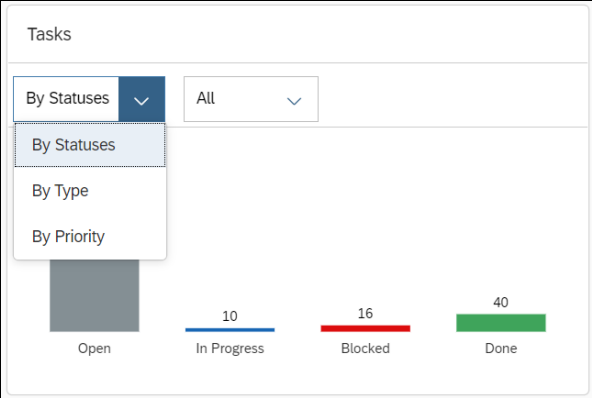 Tasks
By Statuses
All
By Statuses
By Type
By Priority
10
16
40
Open
In Progress
Blocked
Done